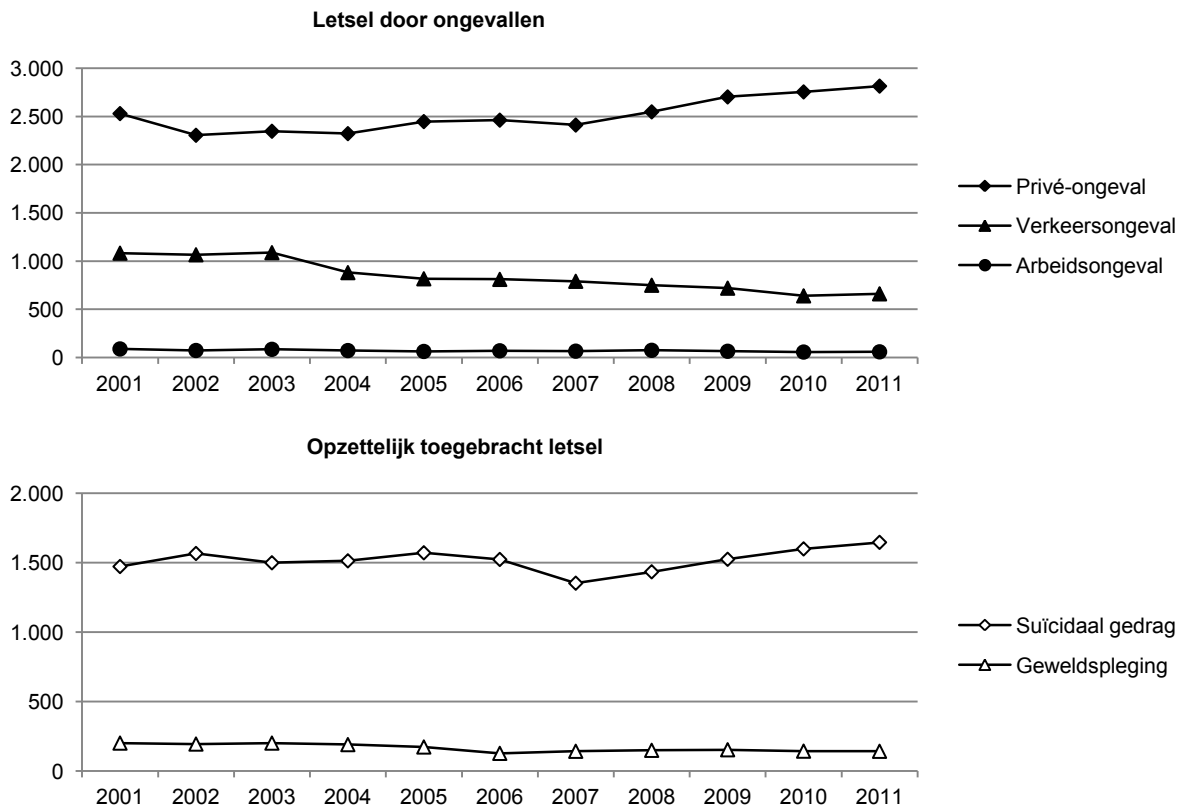 Letsel door ongevallen
3.000
2.500
2.000
1.500
1.000
500
0
2001 2002 2003 2004 2005 2006 2007 2008 2009 2010 2011
Privé-ongeval
Verkeersongeval
Arbeidsongeval
Opzettelijk toegebracht letsel
2.000
1.500
1.000
500
0
2001 2002 2003 2004 2005 2006 2007 2008 2009 2010 2011
Suïcidaal gedrag
Geweldspleging